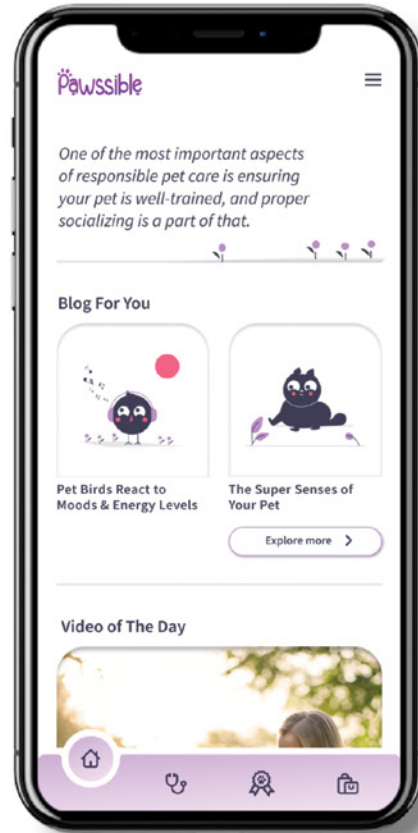 Pawssible
One of the most important aspects
of responsible pet care is ensuring
your pet is well-trained, and proper
socializing is a part of that.
Blog For You
Pet Birds React to
Moods & Energy Levels
The Super Senses of
Your Pet
Explore more
Video of The Day